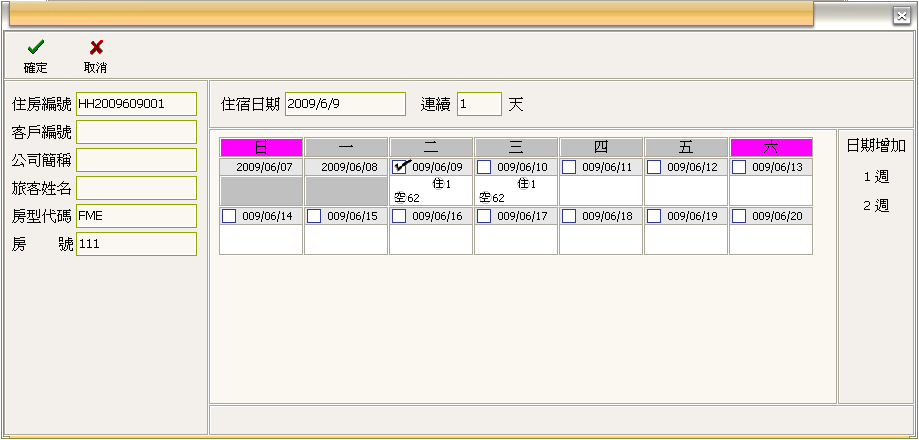 確定 取消
住房編號 HH2009609001
客戶編號
公司簡稱
旅客姓名
房型代碼 FME
房 號 111
住宿日期 2009/6/9 連續 1 天
日 一 二 三 四 五 六
2009/06/07 2009/06/08 009/06/09 009/06/10 009/06/11 009/06/12 009/06/13
住1 住1
空62 空62
009/06/14 009/06/15 009/06/16 009/06/17 009/06/18 009/06/19 009/06/20
日期增加
1 週
2 週